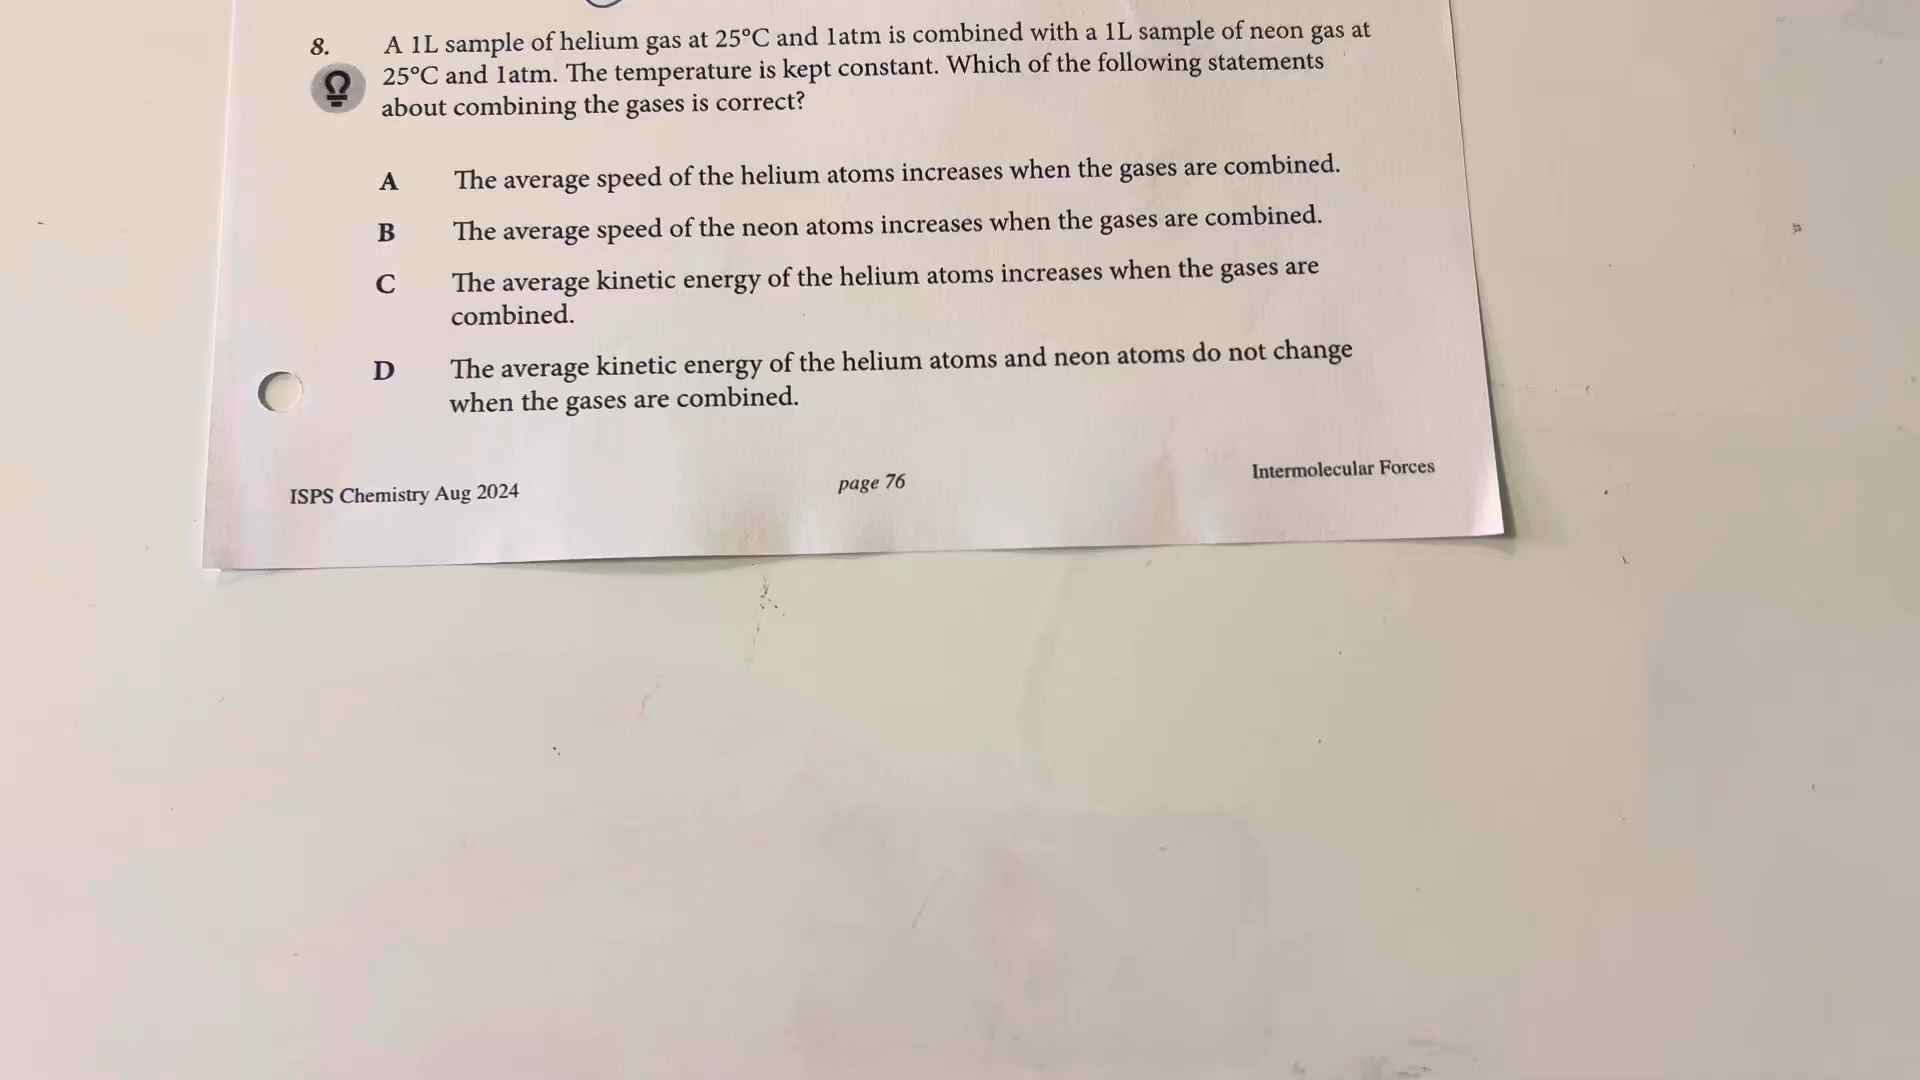 8. A 1L sample of helium gas at 25°C and 1atm is combined with a 1L sample of neon gas at
25°C and 1atm. The temperature is kept constant. Which of the following statements
about combining the gases is correct?
A The average speed of the helium atoms increases when the gases are combined.
B The average speed of the neon atoms increases when the gases are combined.
C The average kinetic energy of the helium atoms increases when the gases are
combined.
D The average kinetic energy of the helium atoms and neon atoms do not change
when the gases are combined.
ISPS Chemistry Aug 2024 page 76 Intermolecular Forces